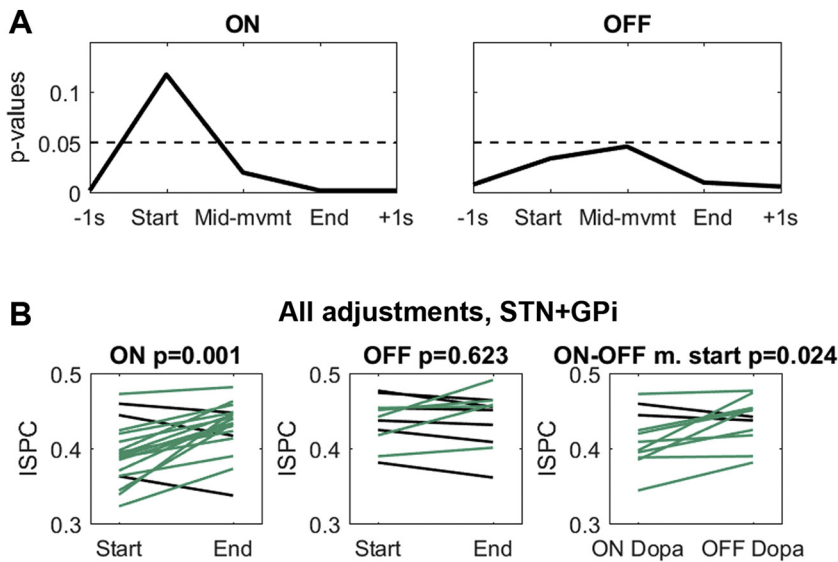 A
ON
OFF
p-values
0.1
0.05
0
-1s Start Mid-mvmt End +1s
-1s Start Mid-mvmt End +1s
B
All adjustments, STN+GPi
ON p=0.001
OFF p=0.623
ON-OFF m. start p=0.024
ISPC
0.5
0.4
0.3
Start End
ISPC
0.5
0.4
0.3
Start End
ISPC
0.5
0.4
0.3
ON Dopa OFF Dopa